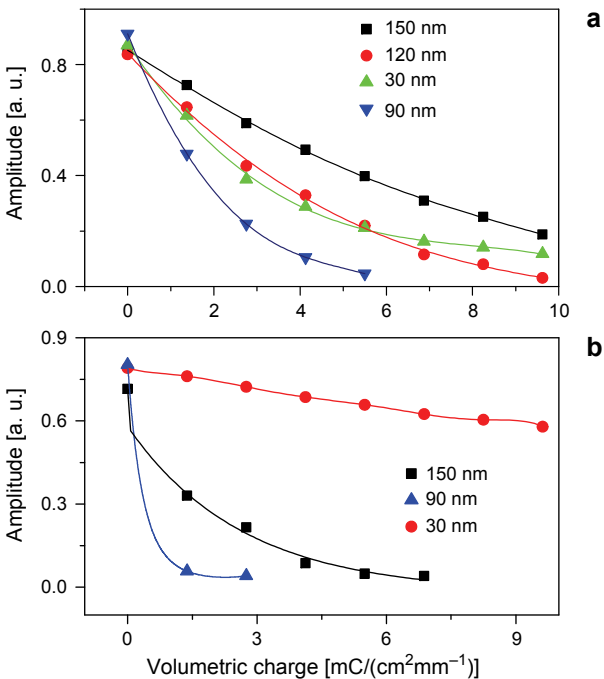 a
150 nm
120 nm
30 nm
90 nm
Amplitude [a. u.]
0.8
0.4
0.0
0 2 4 6 8 10
b
150 nm
90 nm
30 nm
Amplitude [a. u.]
0.9
0.6
0.3
0.0
0 3 6 9
Volumetric charge [mC/(cm²mm⁻¹)]